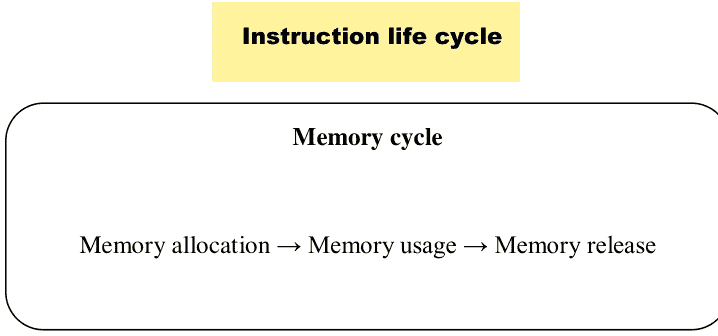 Instruction life cycle
Memory cycle
Memory allocation → Memory usage → Memory release